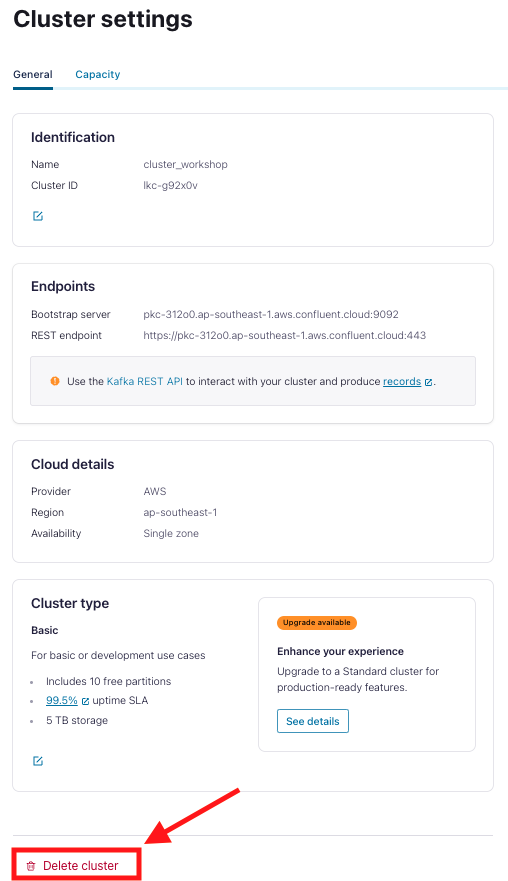 Cluster settings
General Capacity
Identification
Name cluster_workshop
Cluster ID lkc-g92x0v
Endpoints
Bootstrap server pkc-312o0.ap-southeast-1.aws.confluent.cloud:9092
REST endpoint https://pkc-312o0.ap-southeast-1.aws.confluent.cloud:443
Use the Kafka REST API to interact with your cluster and produce records.
Cloud details
Provider AWS
Region ap-southeast-1
Availability Single zone
Cluster type
Basic
For basic or development use cases
Includes 10 free partitions
99.5% uptime SLA
5 TB storage
Upgrade available
Enhance your experience
Upgrade to a Standard cluster for
production-ready features.
See details
Delete cluster